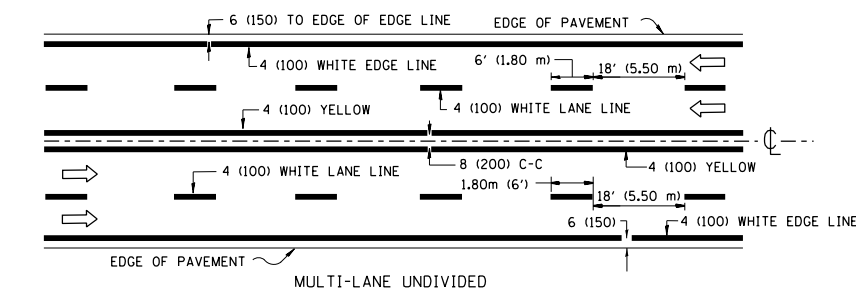 6 (150) TO EDGE OF EDGE LINE
EDGE OF PAVEMENT
4 (100) WHITE EDGE LINE
6' (1.80 m)
18' (5.50 m)
4 (100) YELLOW
4 (100) WHITE LANE LINE
℄
4 (100) WHITE LANE LINE
8 (200) C-C
4 (100) YELLOW
1.80m (6')
18' (5.50 m)
6 (150)
4 (100) WHITE EDGE LINE
EDGE OF PAVEMENT
MULTI-LANE UNDIVIDED